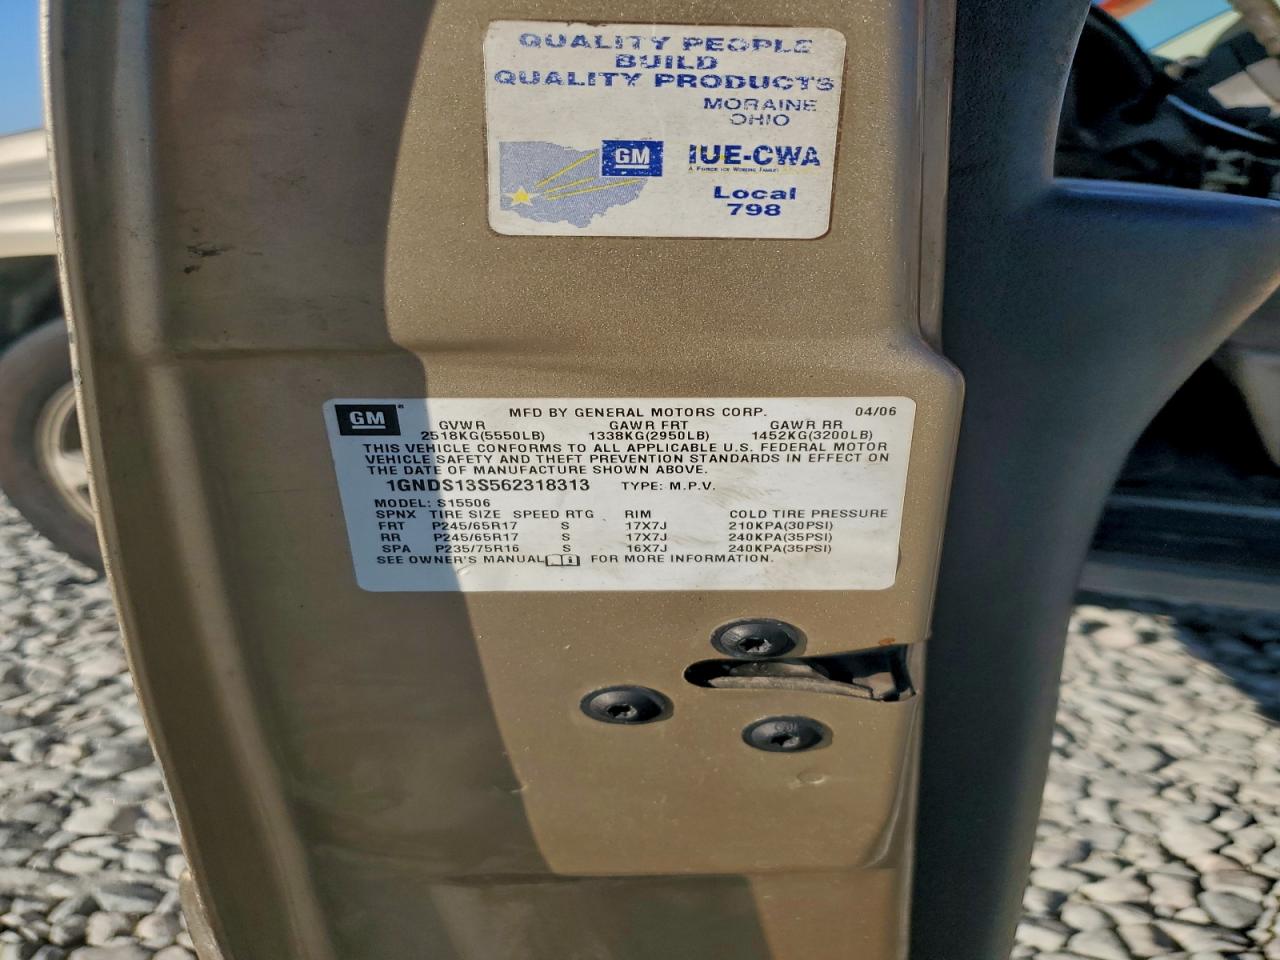 QUALITY PEOPLE
BUILD
QUALITY PRODUCTS
MORAINE
OHIO
GM IUE-CWA
A FORCE FOR WORKING FAMILIES
Local
798
GM MFD BY GENERAL MOTORS CORP. 04/06
GVWR GAWR FRT GAWR RR
2518KG(5550LB) 1338KG(2950LB) 1452KG(3200LB)
THIS VEHICLE CONFORMS TO ALL APPLICABLE U.S. FEDERAL MOTOR
VEHICLE SAFETY AND THEFT PREVENTION STANDARDS IN EFFECT ON
THE DATE OF MANUFACTURE SHOWN ABOVE.
1GNDS13S562318313 TYPE: M.P.V.
MODEL: S15506
SPNX TIRE SIZE SPEED RTG RIM COLD TIRE PRESSURE
FRT P245/65R17 S 17X7J 210KPA(30PSI)
RR P245/65R17 S 17X7J 240KPA(35PSI)
SPA P235/75R16 S 16X7J 240KPA(35PSI)
SEE OWNER'S MANUAL FOR MORE INFORMATION.